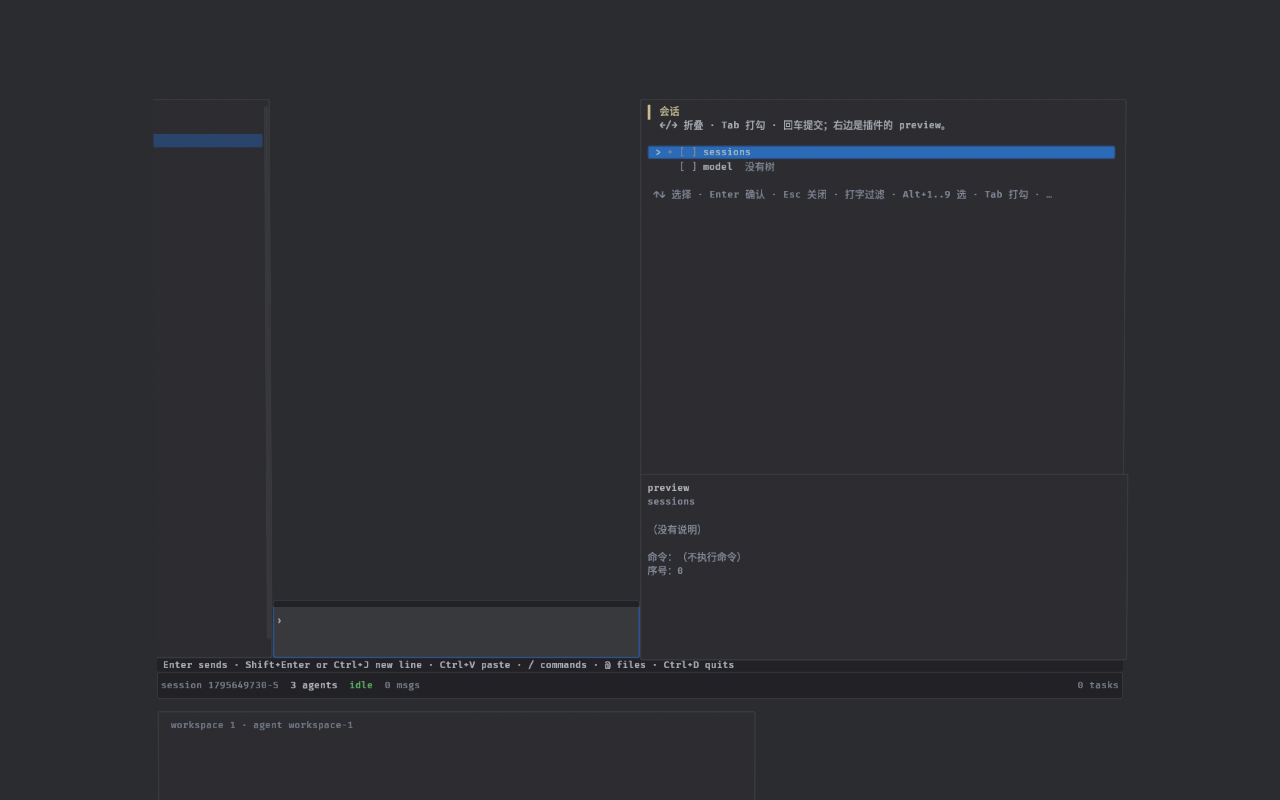 会话
←/→ 折叠 · Tab 打勾 · 回车提交；右边是插件的 preview。
> + [ ] sessions
[ ] model 没有树
↑↓ 选择 · Enter 确认 · Esc 关闭 · 打字过滤 · Alt+1..9 选 · Tab 打勾 · …
preview
sessions
（没有说明）
命令：（不执行命令）
序号：0
›
Enter sends · Shift+Enter or Ctrl+J new line · Ctrl+V paste · / commands · @ files · Ctrl+D quits
session 1795649730-5 3 agents idle 0 msgs 0 tasks
workspace 1 · agent workspace-1